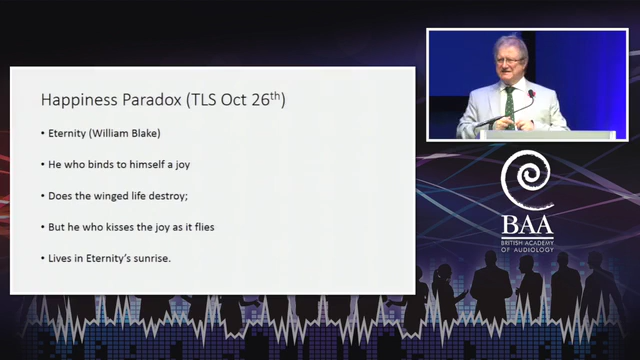 Happiness Paradox (TLS Oct 26th)
• Eternity (William Blake)
• He who binds to himself a joy
• Does the winged life destroy;
• But he who kisses the joy as it flies
• Lives in Eternity's sunrise.
BAA
BRITISH ACADEMY
OF AUDIOLOGY